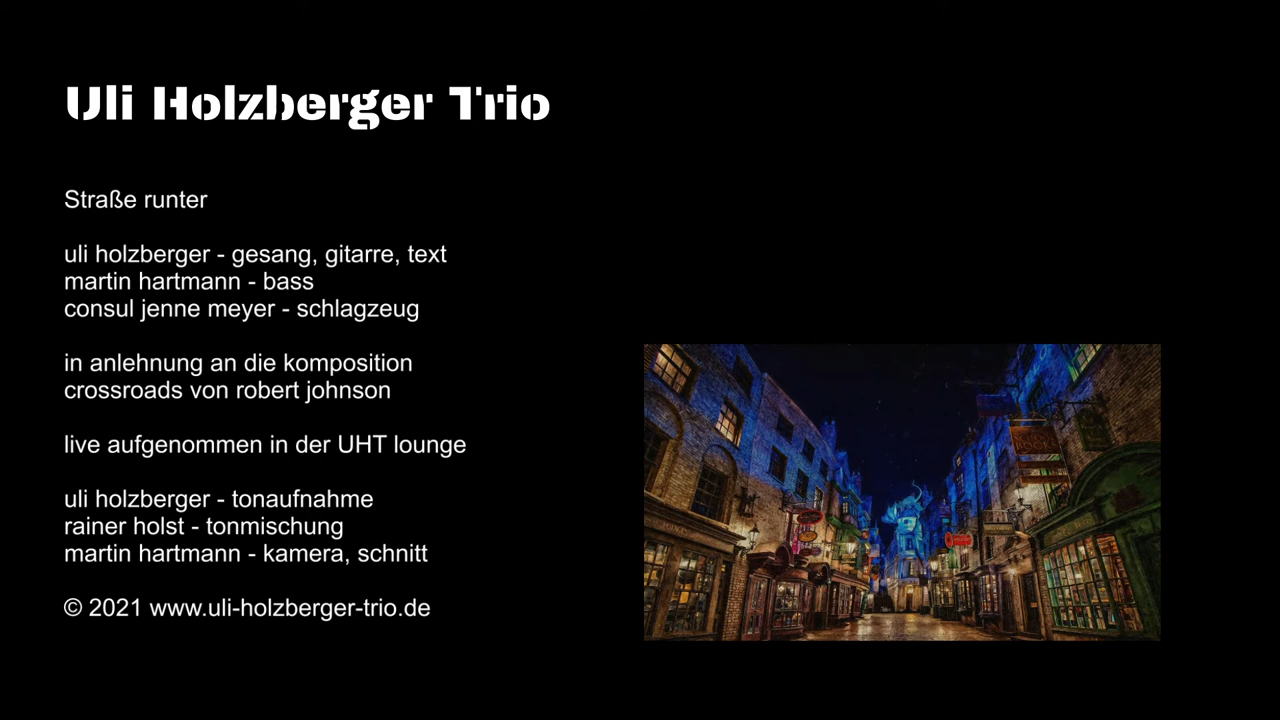 Uli Holzberger Trio
Straße runter
uli holzberger - gesang, gitarre, text
martin hartmann - bass
consul jenne meyer - schlagzeug
in anlehnung an die komposition
crossroads von robert johnson
live aufgenommen in der UHT lounge
uli holzberger - tonaufnahme
rainer holst - tonmischung
martin hartmann - kamera, schnitt
© 2021 www.uli-holzberger-trio.de